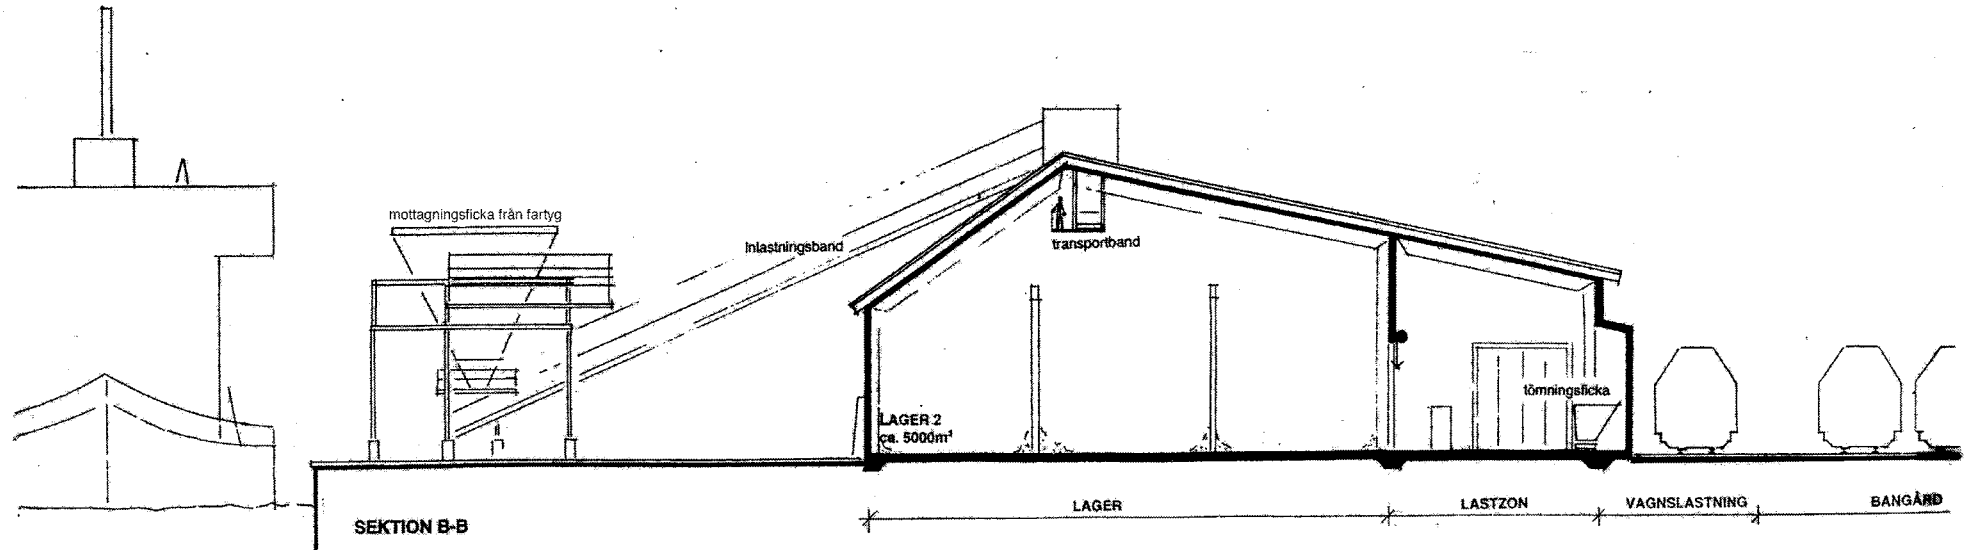 mottagningsficka från fartyg
Inlastningsband
transportband
tömningsficka
LAGER 2
ca. 5000m³
LAGER
LASTZON
VAGNSLASTNING
BANGÅRD
SEKTION B-B